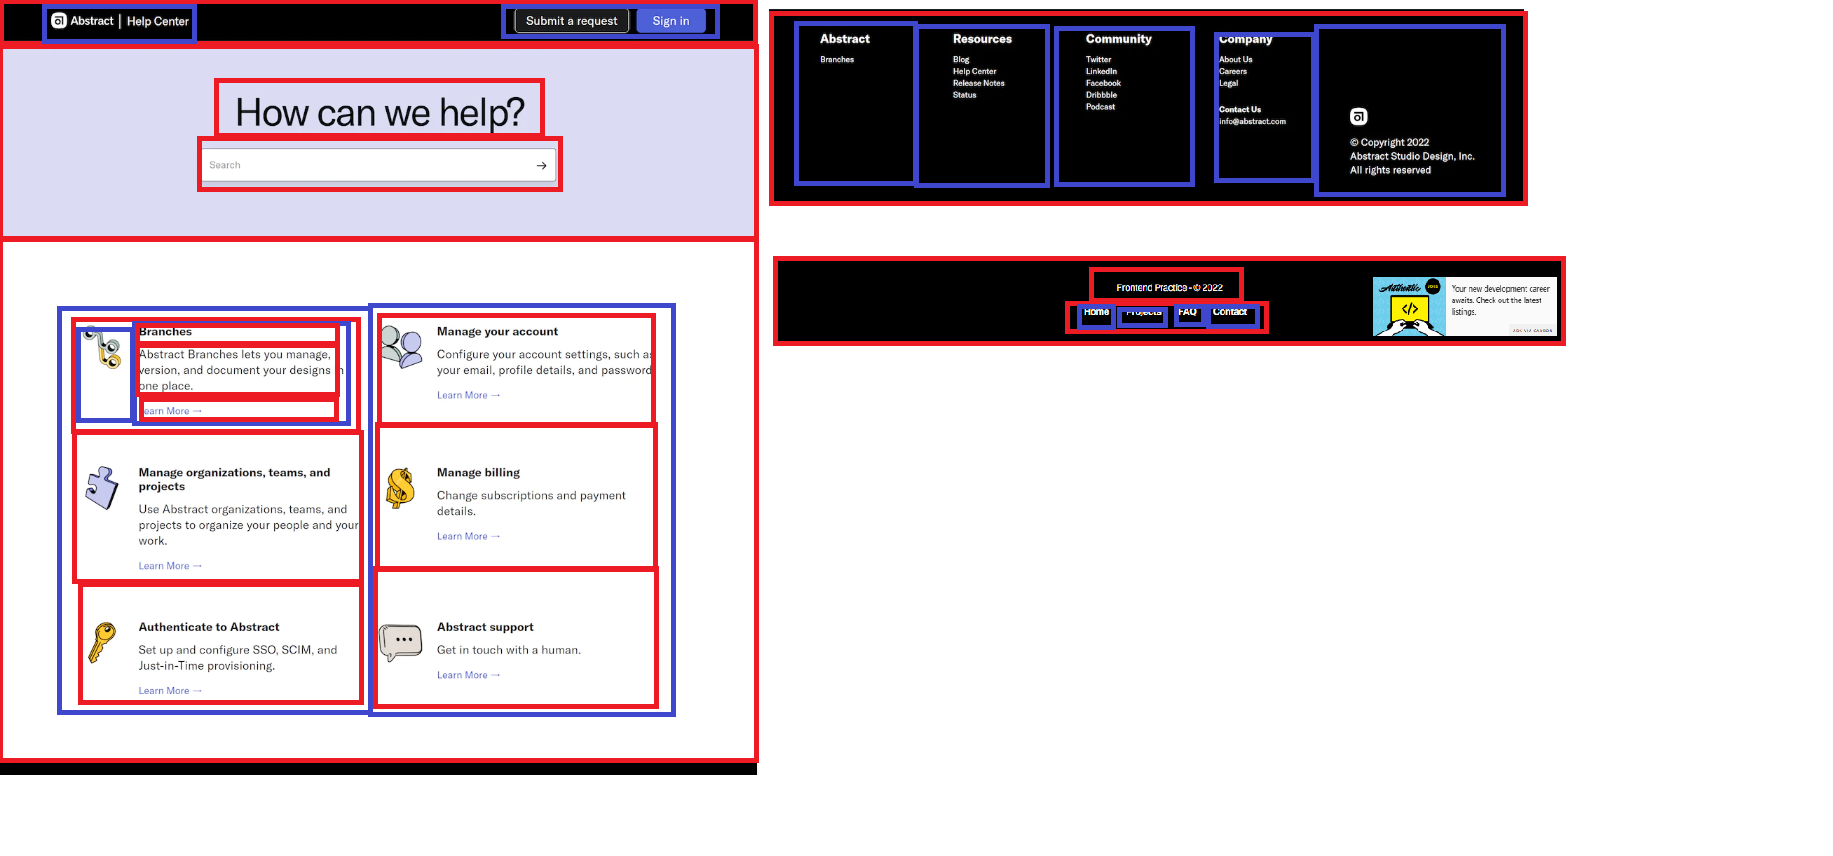 Abstract | Help Center
Submit a request
Sign in
How can we help?
Search
Branches
Abstract Branches lets you manage,
version, and document your designs in
one place.
Learn More →
Manage your account
Configure your account settings, such as
your email, profile details, and password
Learn More →
Manage organizations, teams, and
projects
Use Abstract organizations, teams, and
projects to organize your people and your
work.
Learn More →
Manage billing
Change subscriptions and payment
details.
Learn More →
Authenticate to Abstract
Set up and configure SSO, SCIM, and
Just-in-Time provisioning.
Learn More →
Abstract support
Get in touch with a human.
Learn More →
Abstract
Branches
Resources
Blog
Help Center
Release Notes
Status
Community
Twitter
LinkedIn
Facebook
Dribbble
Podcast
Company
About Us
Careers
Legal
Contact Us
info@abstract.com
© Copyright 2022
Abstract Studio Design, Inc.
All rights reserved
Frontend Practice - © 2022
Home
Projects
FAQ
Contact
Authentic
JOBS
</>
Your new development career
awaits. Check out the latest
listings.
ADS VIA CARBON